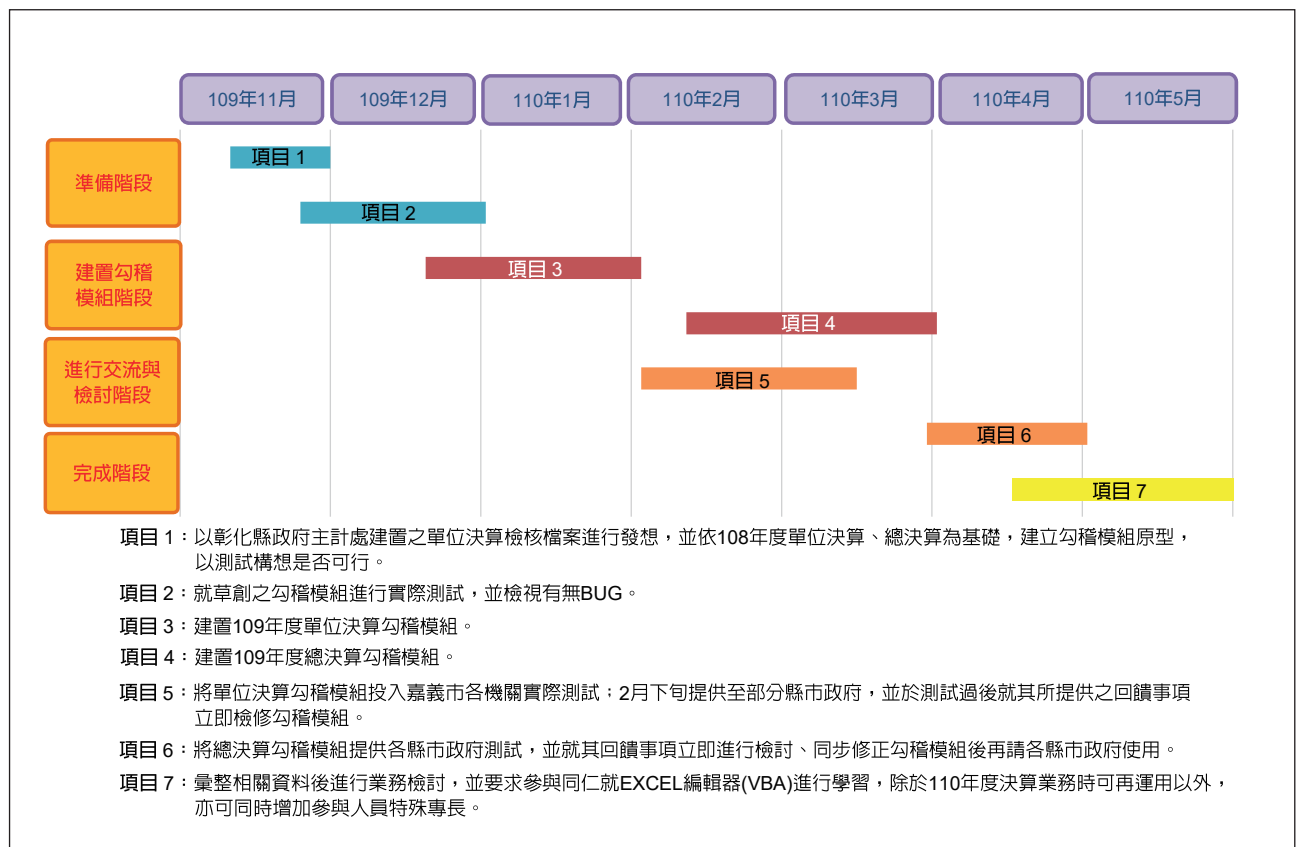 109年11月
109年12月
110年1月
110年2月
110年3月
110年4月
110年5月
準備階段
項目 1
項目 2
建置勾稽
模組階段
項目 3
項目 4
進行交流與
檢討階段
項目 5
項目 6
完成階段
項目 7
項目 1：以彰化縣政府主計處建置之單位決算檢核檔案進行發想，並依108年度單位決算、總決算為基礎，建立勾稽模組原型，
以測試構想是否可行。
項目 2：就草創之勾稽模組進行實際測試，並檢視有無BUG。
項目 3：建置109年度單位決算勾稽模組。
項目 4：建置109年度總決算勾稽模組。
項目 5：將單位決算勾稽模組投入嘉義市各機關實際測試；2月下旬提供至部分縣市政府，並於測試過後就其所提供之回饋事項
立即檢修勾稽模組。
項目 6：將總決算勾稽模組提供各縣市政府測試，並就其回饋事項立即進行檢討、同步修正勾稽模組後再請各縣市政府使用。
項目 7：彙整相關資料後進行業務檢討，並要求參與同仁就EXCEL編輯器(VBA)進行學習，除於110年度決算業務時可再運用以外，
亦可同時增加參與人員特殊專長。